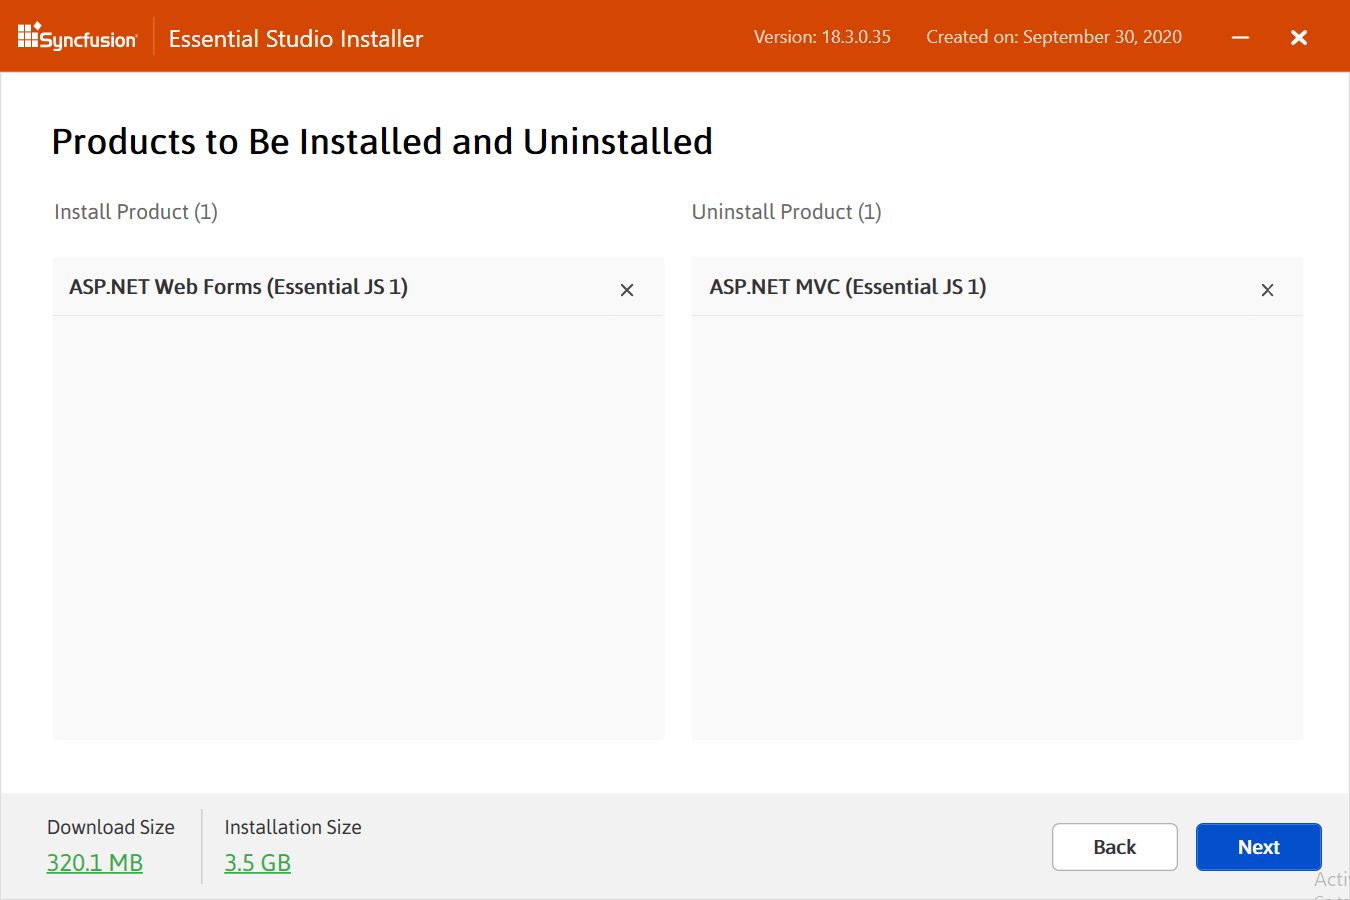 Syncfusion
Essential Studio Installer
Version: 18.3.0.35
Created on: September 30, 2020
Products to Be Installed and Uninstalled
Install Product (1)
Uninstall Product (1)
ASP.NET Web Forms (Essential JS 1)
ASP.NET MVC (Essential JS 1)
Download Size
Installation Size
320.1 MB
3.5 GB
Back
Next
Acti